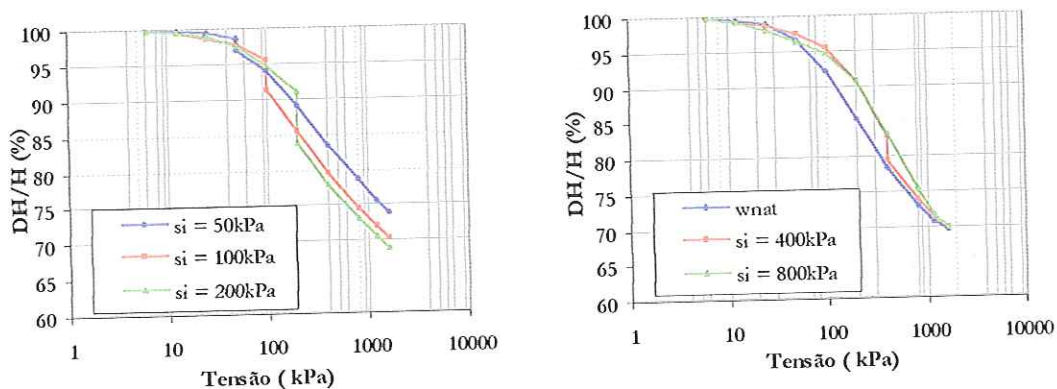 100
95
90
85
80
75
70
65
60
DH/H (%)
si = 50kPa
si = 100kPa
si = 200kPa
1
10
100
1000
10000
Tensão ( kPa)
100
95
90
85
80
75
70
65
60
DH/H (%)
wnat
si = 400kPa
si = 800kPa
1
10
100
1000
10000
Tensão ( kPa)